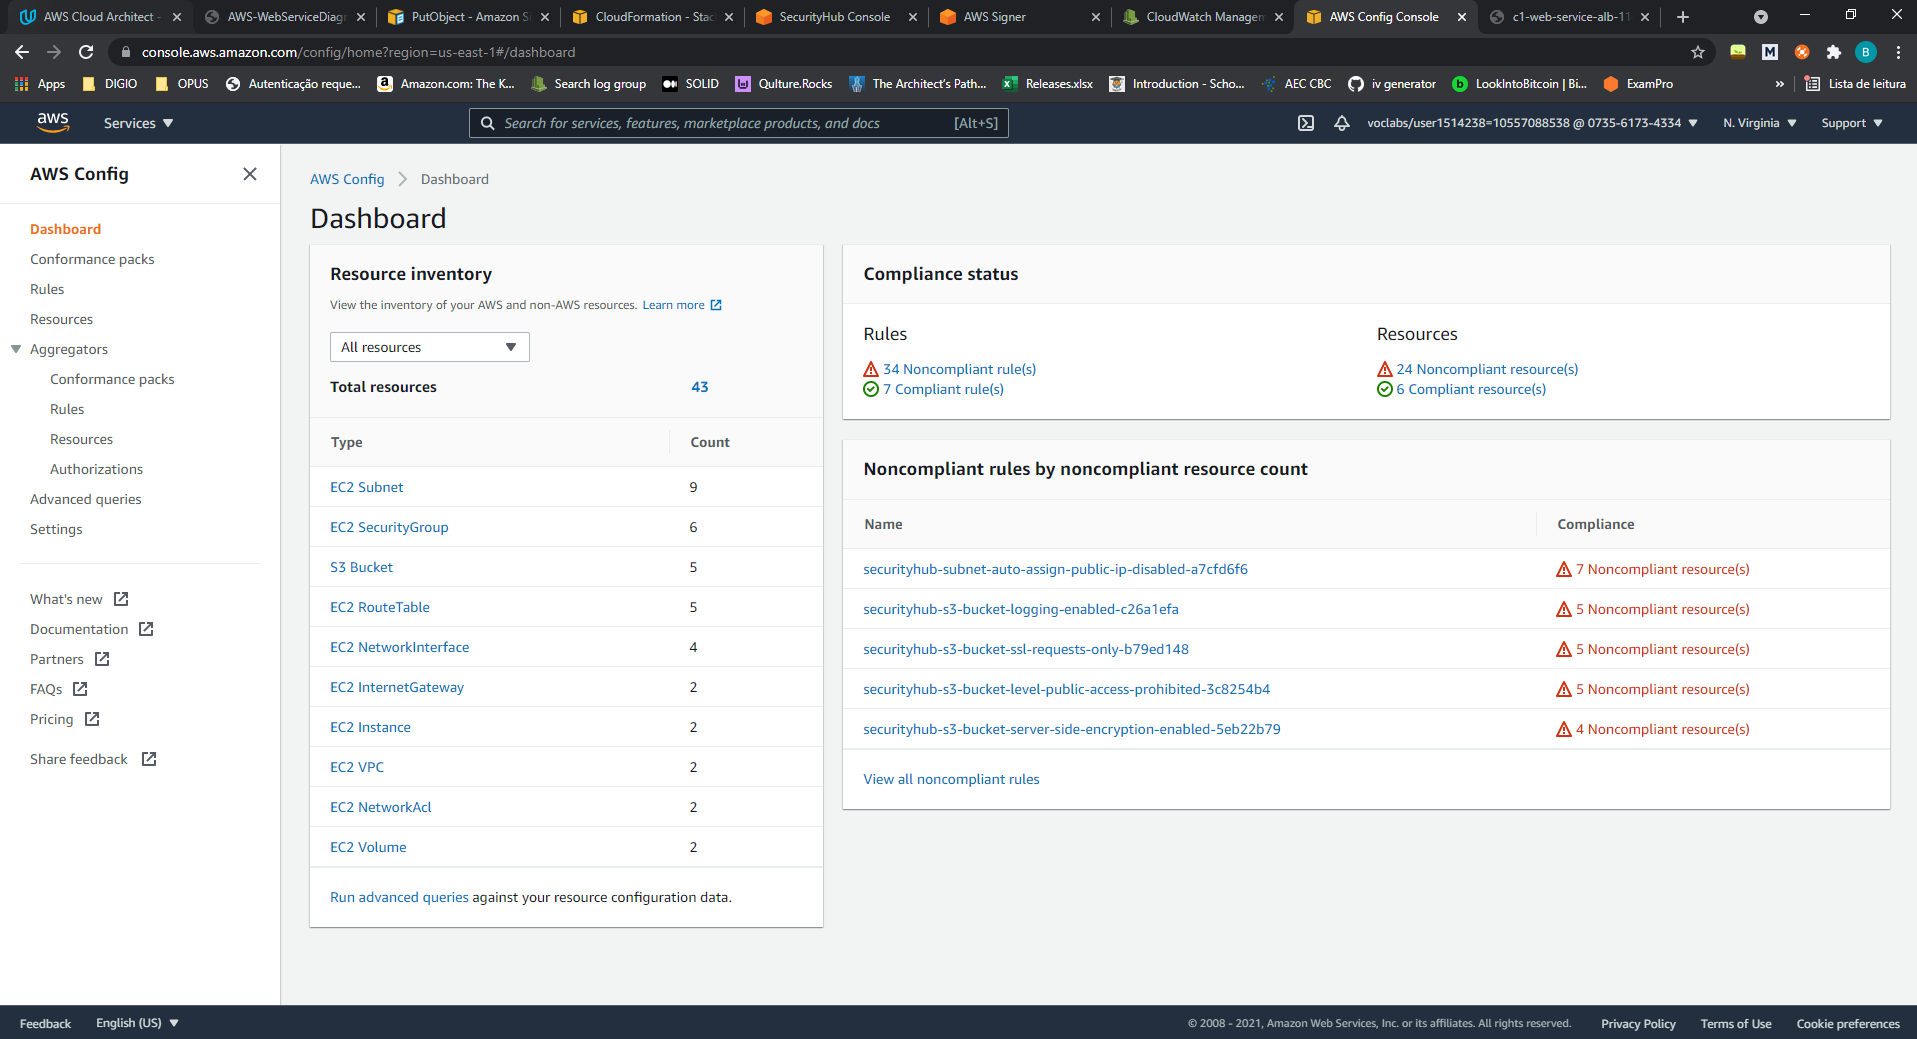 AWS Cloud Architect -
AWS-WebServiceDiagr
PutObject - Amazon S
CloudFormation - Stac
SecurityHub Console
AWS Signer
CloudWatch Managem
AWS Config Console
c1-web-service-alb-11
console.aws.amazon.com/config/home?region=us-east-1#/dashboard
M
B
Apps
DIGIO
OPUS
Autenticação reque...
Amazon.com: The K...
Search log group
SOLID
Qulture.Rocks
The Architect's Path...
Releases.xlsx
Introduction - Scho...
AEC CBC
iv generator
LookIntoBitcoin | Bi...
ExamPro
»
Lista de leitura
aws
Services
Search for services, features, marketplace products, and docs
[Alt+S]
voclabs/user1514238=10557088538 @ 0735-6173-4334
N. Virginia
Support
AWS Config
Dashboard
Conformance packs
Rules
Resources
Aggregators
Conformance packs
Rules
Resources
Authorizations
Advanced queries
Settings
What's new
Documentation
Partners
FAQs
Pricing
Share feedback
AWS Config
Dashboard
Dashboard
Resource inventory
View the inventory of your AWS and non-AWS resources. Learn more
All resources
Total resources 43
Type Count
EC2 Subnet 9
EC2 SecurityGroup 6
S3 Bucket 5
EC2 RouteTable 5
EC2 NetworkInterface 4
EC2 InternetGateway 2
EC2 Instance 2
EC2 VPC 2
EC2 NetworkAcl 2
EC2 Volume 2
Run advanced queries against your resource configuration data.
Compliance status
Rules
34 Noncompliant rule(s)
7 Compliant rule(s)
Resources
24 Noncompliant resource(s)
6 Compliant resource(s)
Noncompliant rules by noncompliant resource count
Name Compliance
securityhub-subnet-auto-assign-public-ip-disabled-a7cfd6f6 7 Noncompliant resource(s)
securityhub-s3-bucket-logging-enabled-c26a1efa 5 Noncompliant resource(s)
securityhub-s3-bucket-ssl-requests-only-b79ed148 5 Noncompliant resource(s)
securityhub-s3-bucket-level-public-access-prohibited-3c8254b4 5 Noncompliant resource(s)
securityhub-s3-bucket-server-side-encryption-enabled-5eb22b79 4 Noncompliant resource(s)
View all noncompliant rules
Feedback
English (US)
© 2008 - 2021, Amazon Web Services, Inc. or its affiliates. All rights reserved.
Privacy Policy
Terms of Use
Cookie preferences